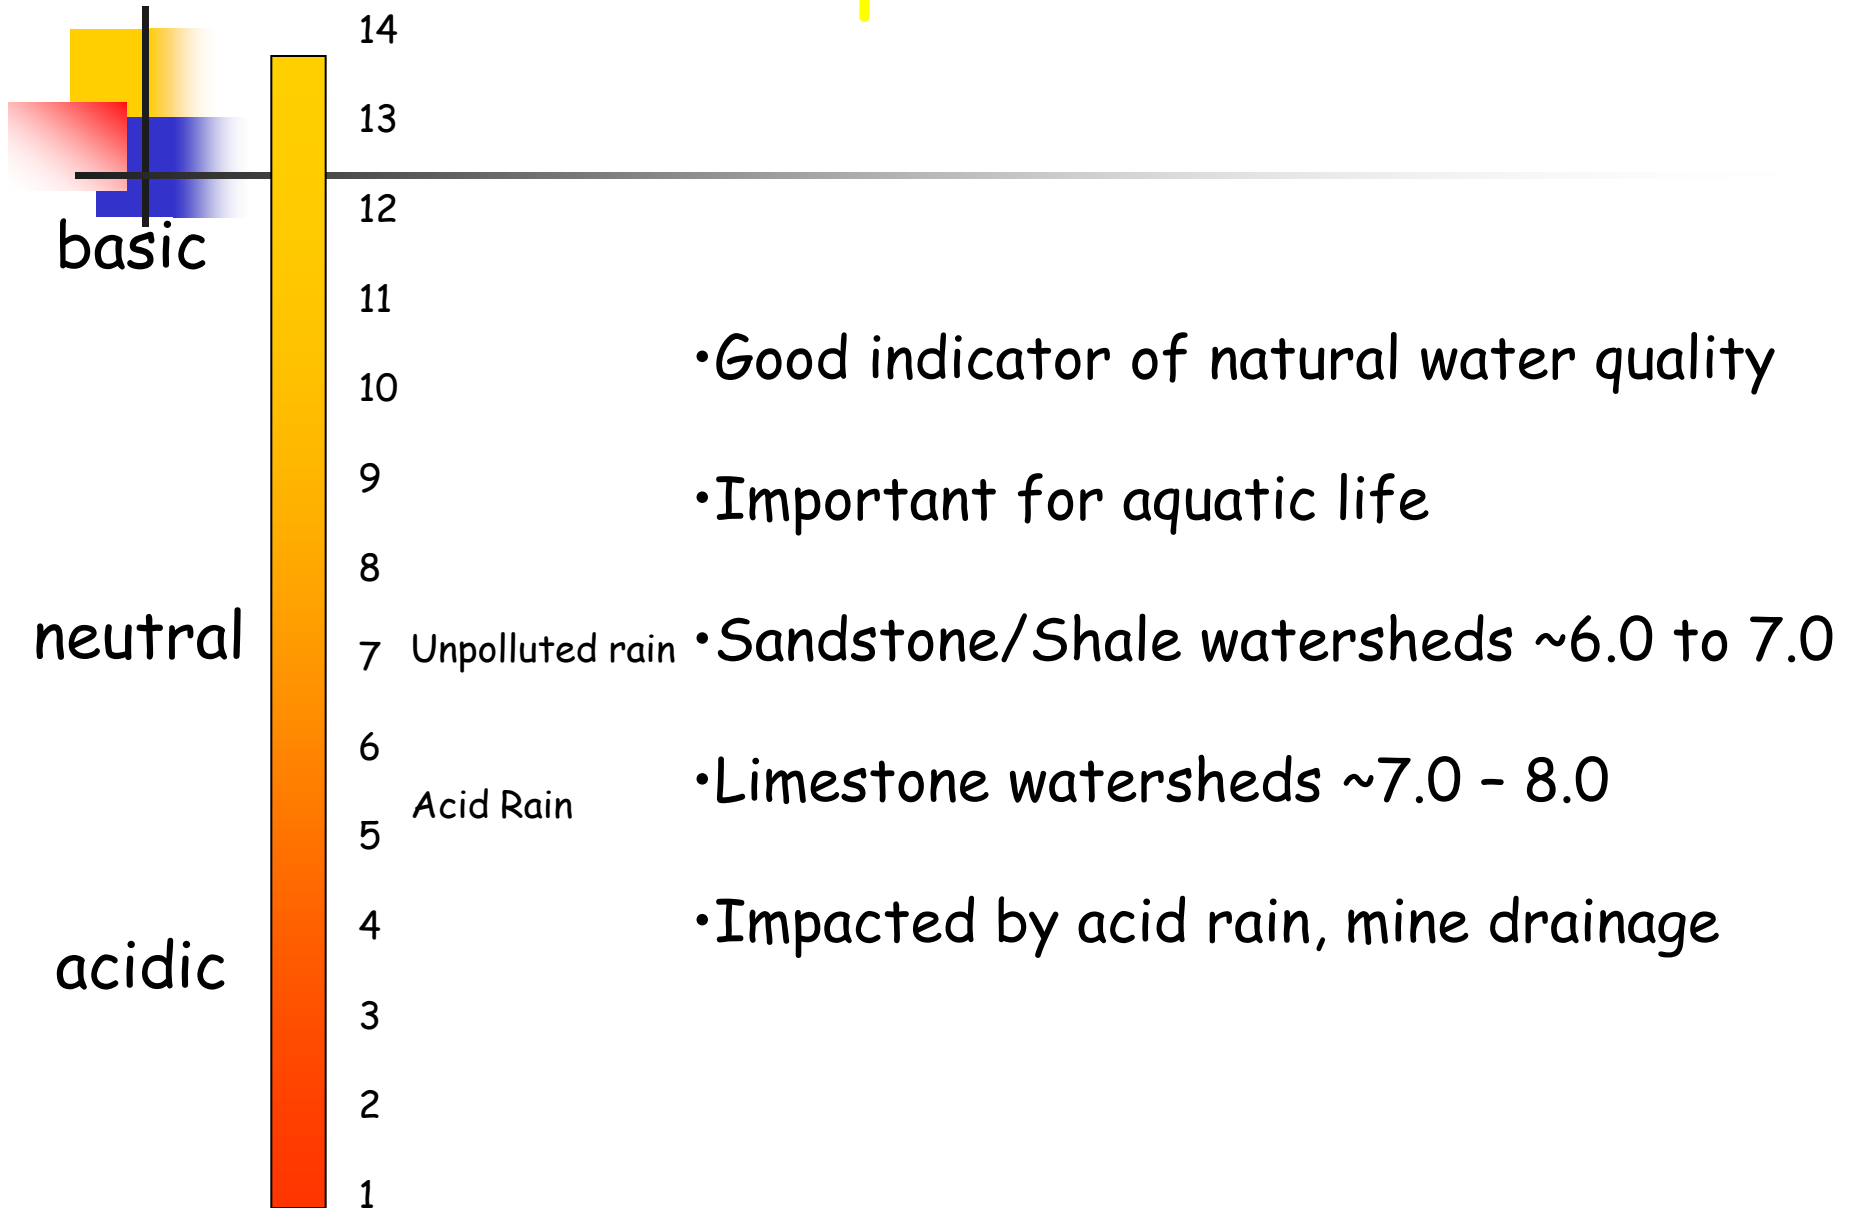 14
13
12
basic
11
•Good indicator of natural water quality
10
9
•Important for aquatic life
8
neutral
7 Unpolluted rain
•Sandstone/Shale watersheds ~6.0 to 7.0
6
•Limestone watersheds ~7.0 – 8.0
Acid Rain
5
4
•Impacted by acid rain, mine drainage
acidic
3
2
1